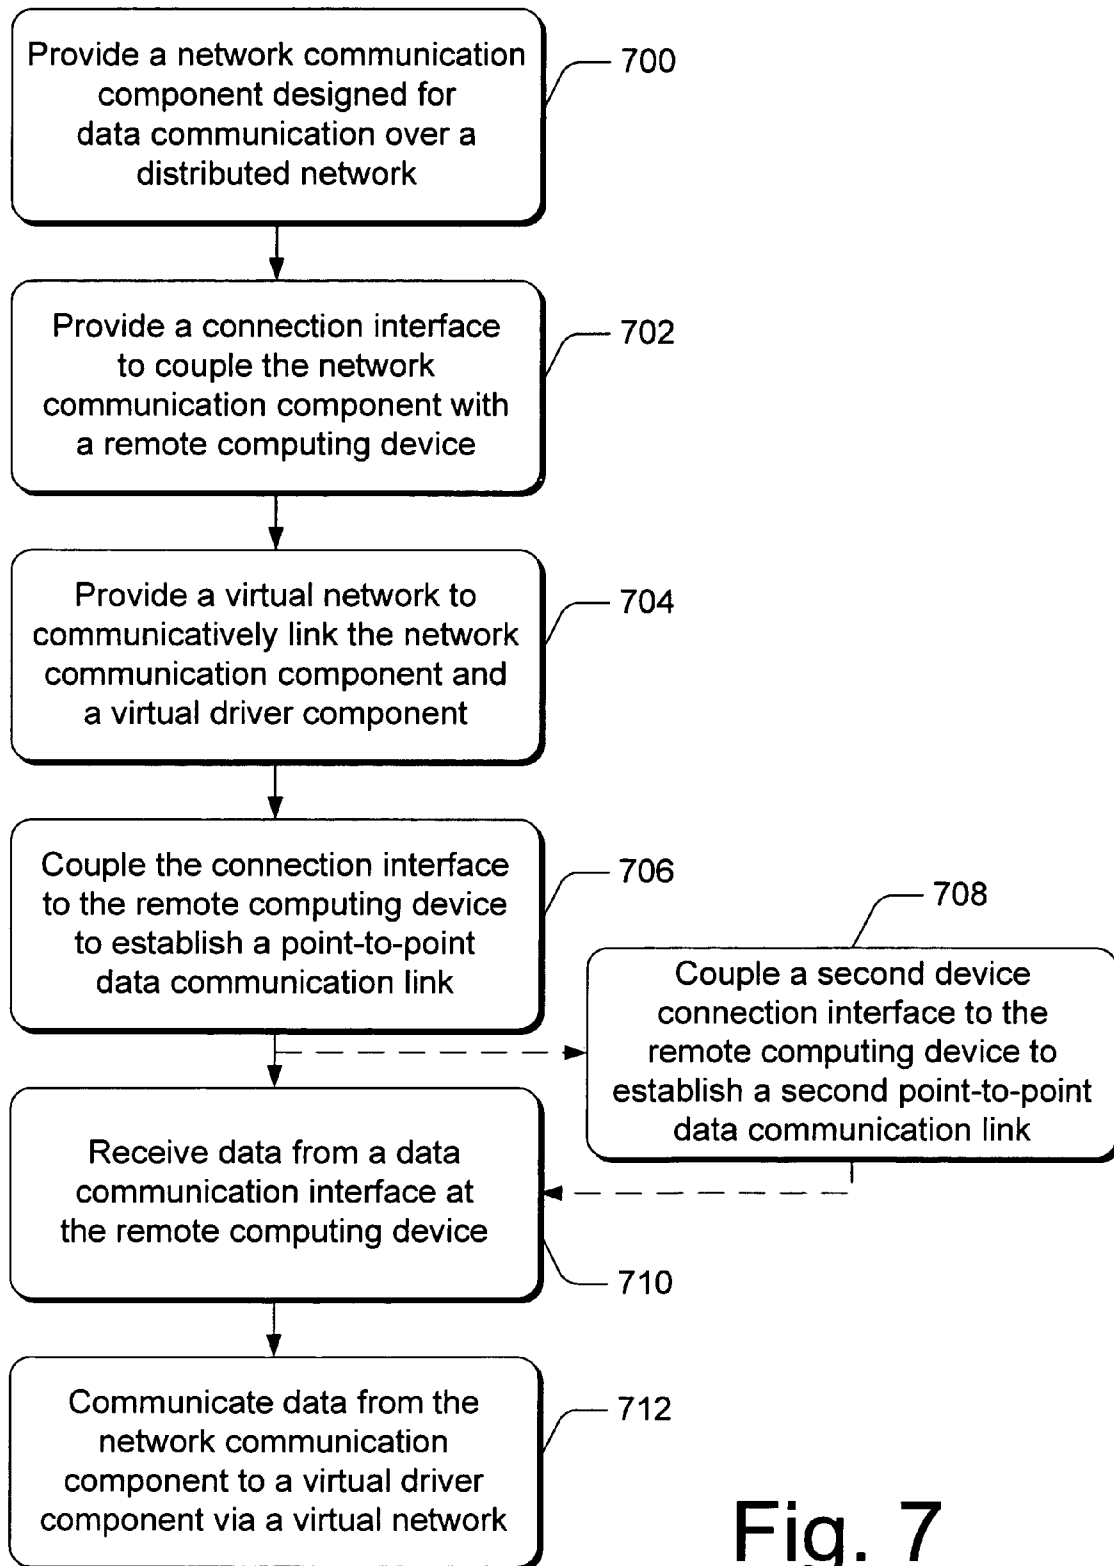 Provide a network communication
component designed for
data communication over a
distributed network
700
Provide a connection interface
to couple the network
communication component with
a remote computing device
702
Provide a virtual network to
communicatively link the network
communication component and
a virtual driver component
704
Couple the connection interface
to the remote computing device
to establish a point-to-point
data communication link
706
708
Couple a second device
connection interface to the
remote computing device to
establish a second point-to-point
data communication link
Receive data from a data
communication interface at
the remote computing device
710
Communicate data from the
network communication
component to a virtual driver
component via a virtual network
712
Fig. 7